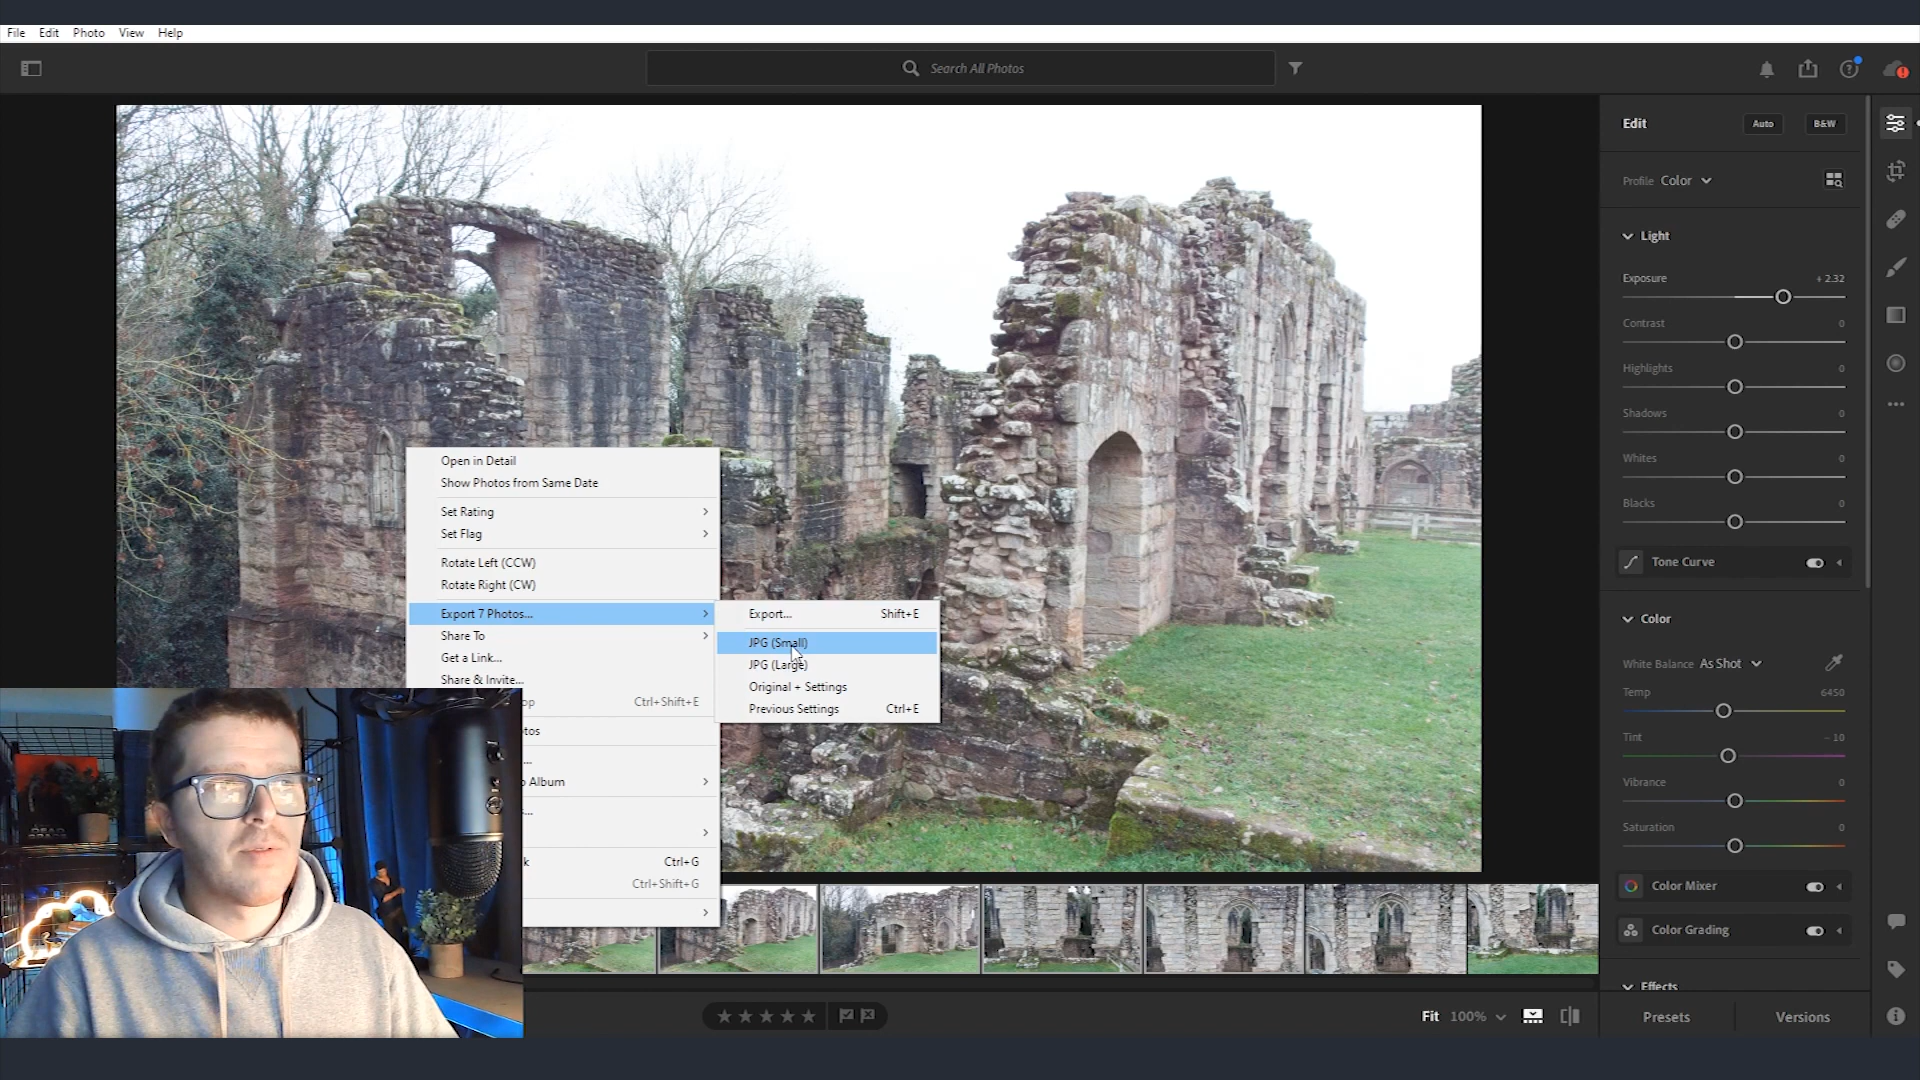 File Edit Photo View Help
Search All Photos
Edit Auto B&W
Profile Color
Light
Exposure + 2.32
Contrast 0
Highlights 0
Shadows 0
Whites 0
Blacks 0
Tone Curve
Color
White Balance As Shot
Temp 6450
Tint – 10
Vibrance 0
Saturation 0
Color Mixer
Color Grading
Effects
Presets Versions
Open in Detail
Show Photos from Same Date
Set Rating
Set Flag
Rotate Left (CCW)
Rotate Right (CW)
Export 7 Photos...
Share To
Get a Link...
Share & Invite...
op Ctrl+Shift+E
tos
...
o Album
...
k Ctrl+G
Ctrl+Shift+G
Export... Shift+E
JPG (Small)
JPG (Large)
Original + Settings
Previous Settings Ctrl+E
DEAD
Fit 100%